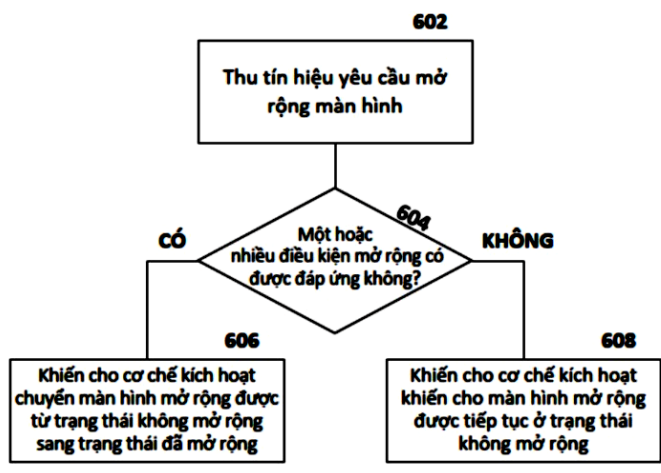 602
Thu tín hiệu yêu cầu mở
rộng màn hình
604
Một hoặc
nhiều điều kiện mở rộng có
được đáp ứng không?
CÓ
KHÔNG
606
Khiến cho cơ chế kích hoạt
chuyển màn hình mở rộng được
từ trạng thái không mở rộng
sang trạng thái đã mở rộng
608
Khiến cho cơ chế kích hoạt
khiến cho màn hình mở rộng
được tiếp tục ở trạng thái
không mở rộng